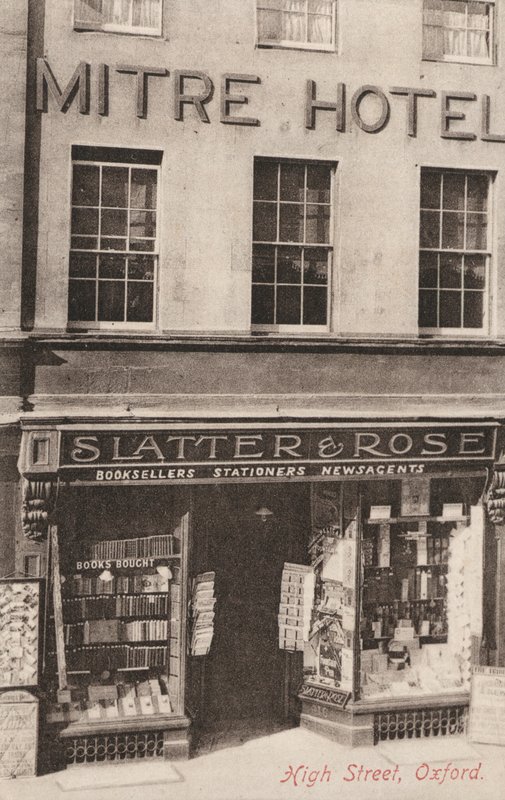 MITRE HOTEL
SLATTER & ROSE
BOOKSELLERS STATIONERS NEWSAGENTS
BOOKS BOUGHT
SLATTER & ROSE
High Street, Oxford.